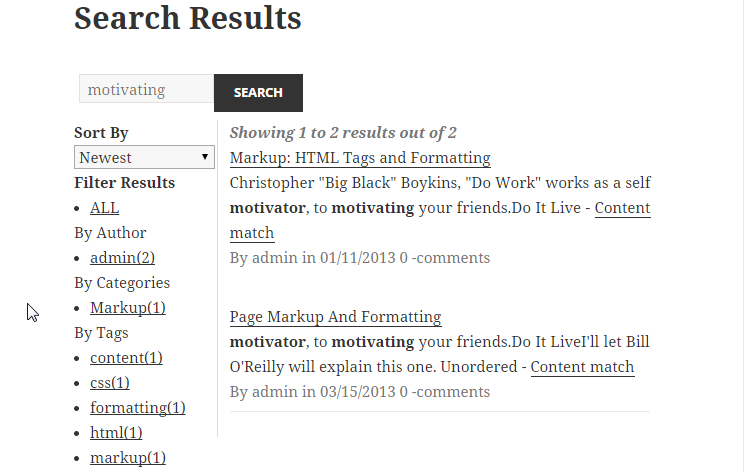 Search Results
motivating
SEARCH
Sort By
Newest
Filter Results
ALL
By Author
admin(2)
By Categories
Markup(1)
By Tags
content(1)
css(1)
formatting(1)
html(1)
markup(1)
Showing 1 to 2 results out of 2
Markup: HTML Tags and Formatting
Christopher "Big Black" Boykins, "Do Work" works as a self
motivator, to motivating your friends.Do It Live - Content
match
By admin in 01/11/2013 0 -comments
Page Markup And Formatting
motivator, to motivating your friends.Do It LiveI'll let Bill
O'Reilly will explain this one. Unordered - Content match
By admin in 03/15/2013 0 -comments